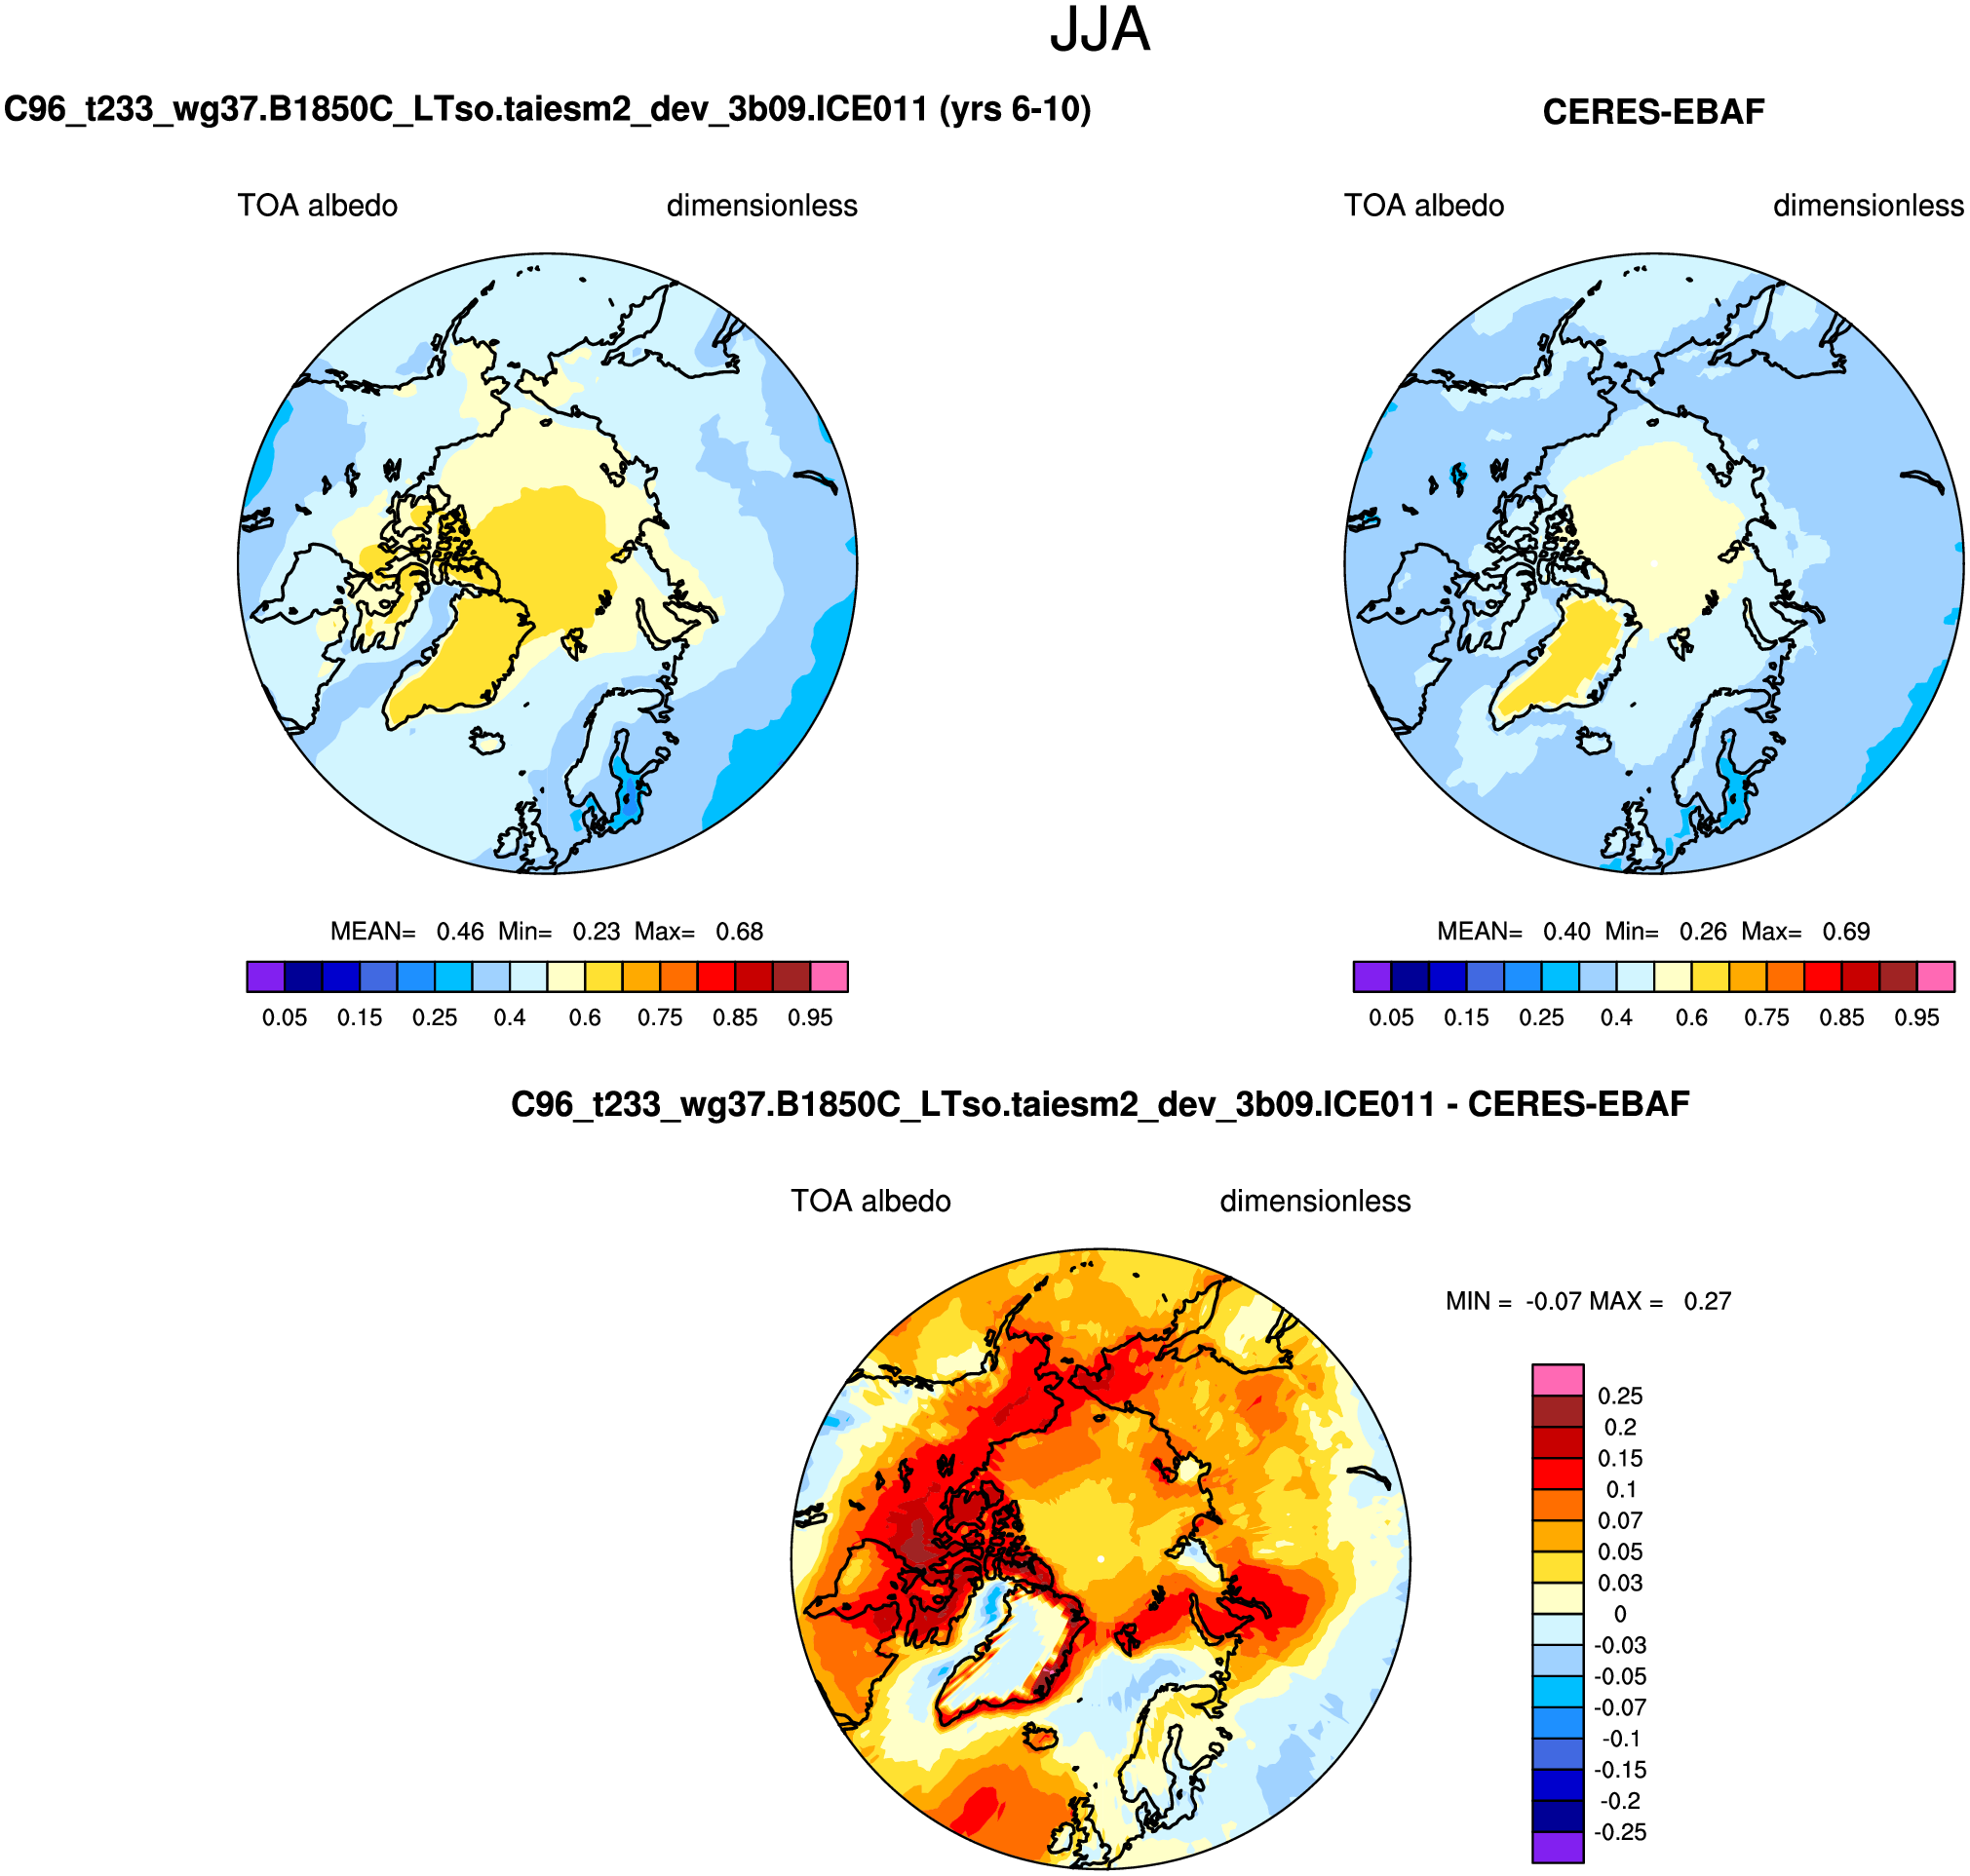 JJA
C96_t233_wg37.B1850C_LTso.taiesm2_dev_3b09.ICE011 (yrs 6-10)
CERES-EBAF
TOA albedo dimensionless
TOA albedo dimensionless
MEAN= 0.46 Min= 0.23 Max= 0.68
MEAN= 0.40 Min= 0.26 Max= 0.69
0.05 0.15 0.25 0.4 0.6 0.75 0.85 0.95
0.05 0.15 0.25 0.4 0.6 0.75 0.85 0.95
C96_t233_wg37.B1850C_LTso.taiesm2_dev_3b09.ICE011 - CERES-EBAF
TOA albedo dimensionless
MIN = -0.07 MAX = 0.27
0.25
0.2
0.15
0.1
0.07
0.05
0.03
0
-0.03
-0.05
-0.07
-0.1
-0.15
-0.2
-0.25